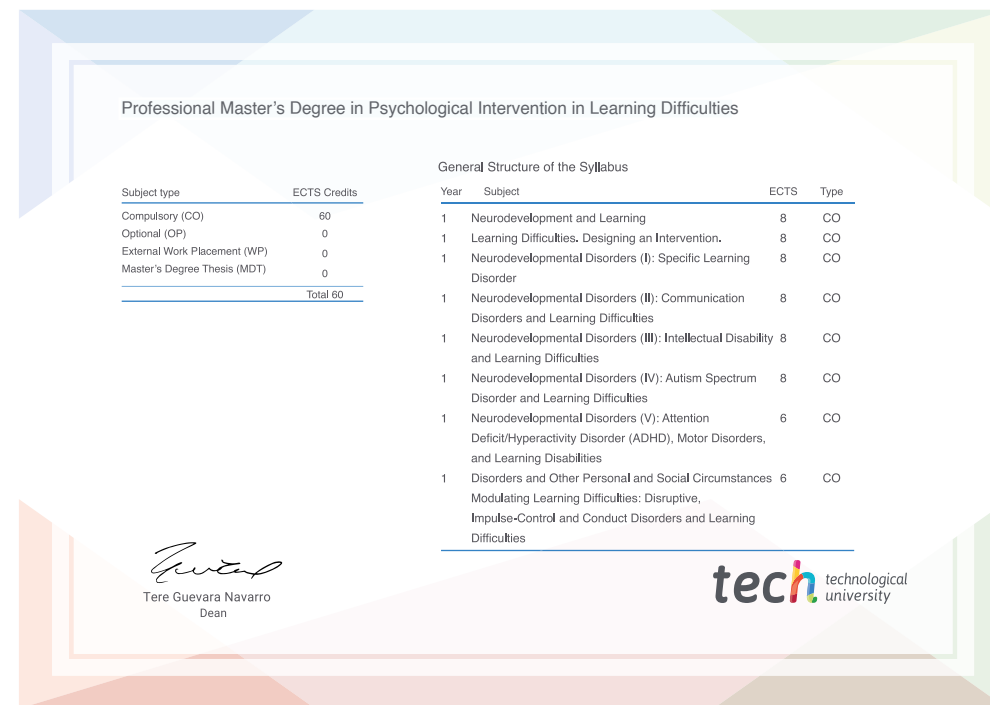 Professional Master's Degree in Psychological Intervention in Learning Difficulties
Subject type ECTS Credits
Compulsory (CO) 60
Optional (OP) 0
External Work Placement (WP) 0
Master's Degree Thesis (MDT) 0
Total 60
General Structure of the Syllabus
Year Subject ECTS Type
1 Neurodevelopment and Learning 8 CO
1 Learning Difficulties. Designing an Intervention. 8 CO
1 Neurodevelopmental Disorders (I): Specific Learning 8 CO
Disorder
1 Neurodevelopmental Disorders (II): Communication 8 CO
Disorders and Learning Difficulties
1 Neurodevelopmental Disorders (III): Intellectual Disability 8 CO
and Learning Difficulties
1 Neurodevelopmental Disorders (IV): Autism Spectrum 8 CO
Disorder and Learning Difficulties
1 Neurodevelopmental Disorders (V): Attention 6 CO
Deficit/Hyperactivity Disorder (ADHD), Motor Disorders,
and Learning Disabilities
1 Disorders and Other Personal and Social Circumstances 6 CO
Modulating Learning Difficulties: Disruptive,
Impulse-Control and Conduct Disorders and Learning
Difficulties
Tere Guevara Navarro
Dean
tech technological
university